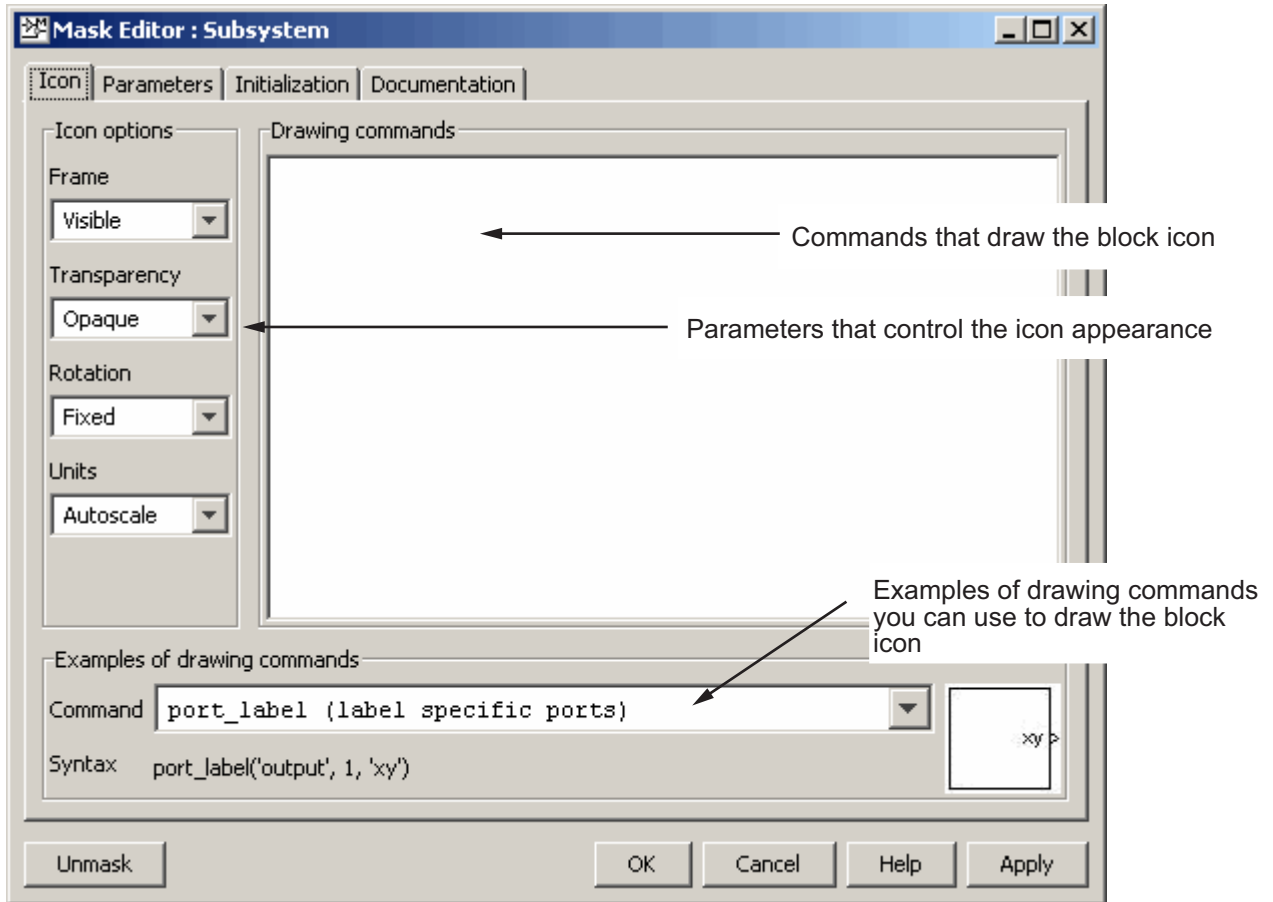 Mask Editor : Subsystem
Icon Parameters Initialization Documentation
Icon options
Drawing commands
Frame
Visible
Commands that draw the block icon
Transparency
Opaque
Parameters that control the icon appearance
Rotation
Fixed
Units
Autoscale
Examples of drawing commands
you can use to draw the block
icon
Examples of drawing commands
Command port_label (label specific ports)
xy >
Syntax port_label('output', 1, 'xy')
Unmask OK Cancel Help Apply